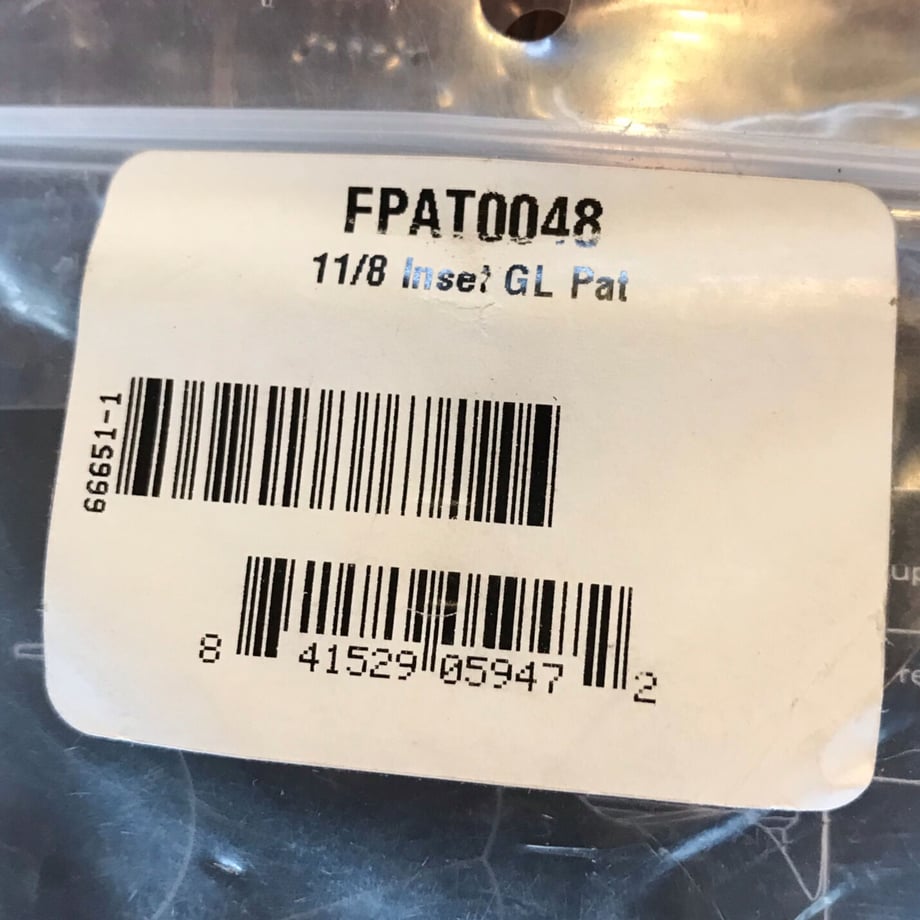 FPAT0048
11/8 Inset GL Pat
66651-1
8 41529 05947 2